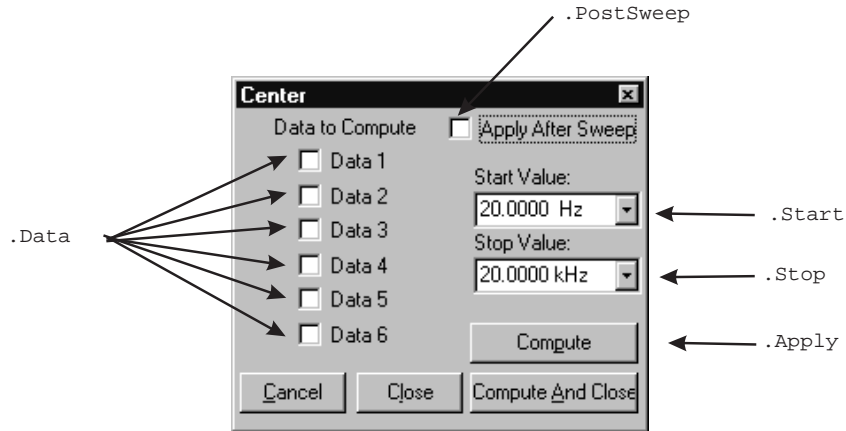 .PostSweep
Center
Data to Compute Apply After Sweep
Data 1
Data 2
Data 3
Data 4
Data 5
Data 6
.Data
Start Value:
20.0000 Hz
.Start
Stop Value:
20.0000 kHz
.Stop
Compute
.Apply
Cancel
Close
Compute And Close